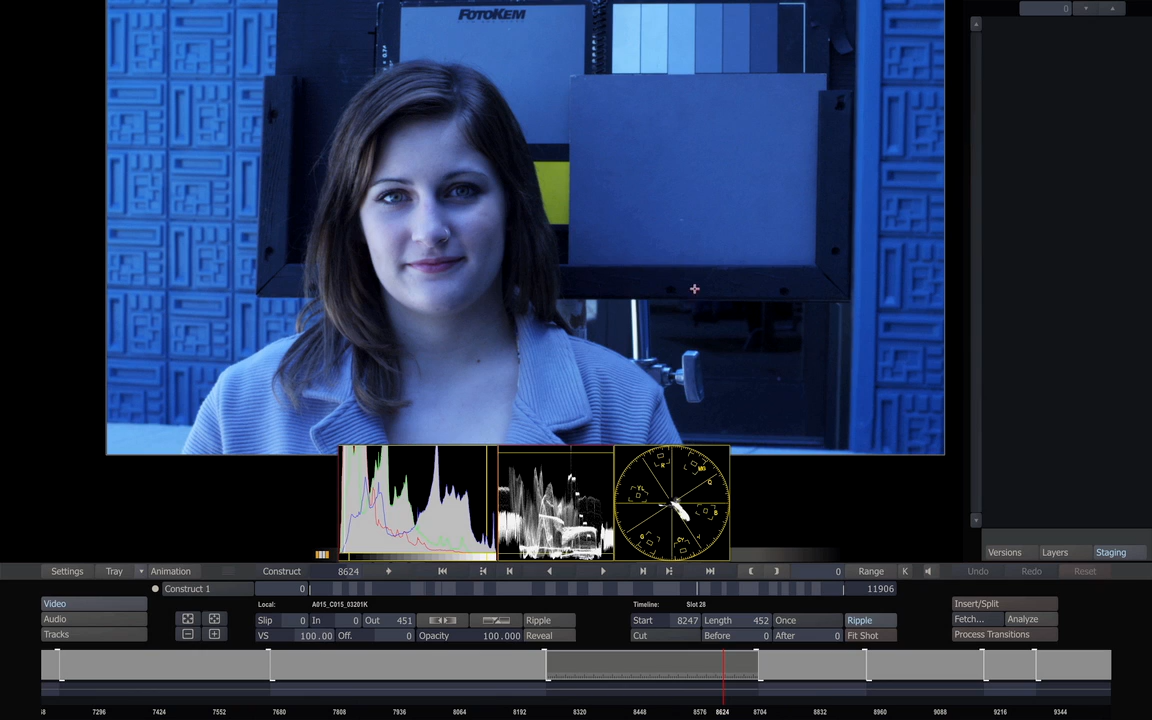 FOTOKEM
0
R
MG
YL
B
G
CY
Versions Layers Staging
Settings Tray Animation Construct 8624 0 Range K Undo Redo Reset
Construct 1 0 11906
Video Local: A015_C015_03201K Timeline: Slot 28 Insert/Split
Audio Slip 0 In 0 Out 451 Ripple Start 8247 Length 452 Once Ripple Fetch... Analyze
Tracks VS 100.00 Off. 0 Opacity 100.000 Reveal Cut Before 0 After 0 Fit Shot Process Transitions
7296 7424 7552 7680 7808 7936 8064 8192 8320 8448 8576 8624 8704 8832 8960 9088 9216 9344